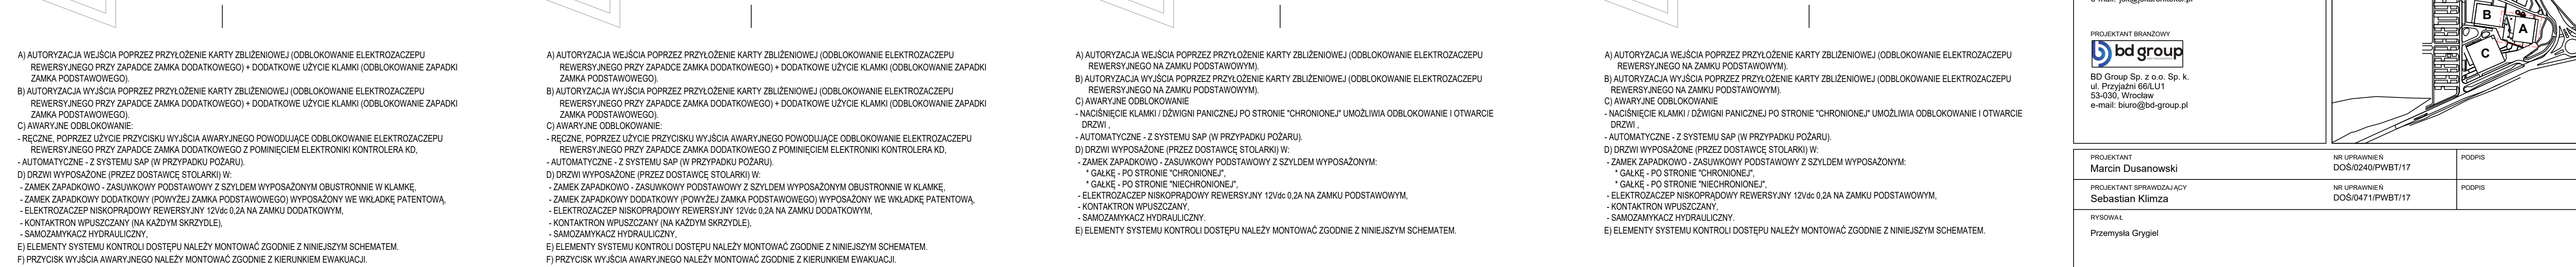 A) AUTORYZACJA WEJŚCIA POPRZEZ PRZYŁOŻENIE KARTY ZBLIŻENIOWEJ (ODBLOKOWANIE ELEKTROZACZEPU
REWERSYJNEGO PRZY ZAPADCE ZAMKA DODATKOWEGO) + DODATKOWE UŻYCIE KLAMKI (ODBLOKOWANIE ZAPADKI
ZAMKA PODSTAWOWEGO).
B) AUTORYZACJA WYJŚCIA POPRZEZ PRZYŁOŻENIE KARTY ZBLIŻENIOWEJ (ODBLOKOWANIE ELEKTROZACZEPU
REWERSYJNEGO PRZY ZAPADCE ZAMKA DODATKOWEGO) + DODATKOWE UŻYCIE KLAMKI (ODBLOKOWANIE ZAPADKI
ZAMKA PODSTAWOWEGO).
C) AWARYJNE ODBLOKOWANIE:
- RĘCZNE, POPRZEZ UŻYCIE PRZYCISKU WYJŚCIA AWARYJNEGO POWODUJĄCE ODBLOKOWANIE ELEKTROZACZEPU
REWERSYJNEGO PRZY ZAPADCE ZAMKA DODATKOWEGO Z POMINIĘCIEM ELEKTRONIKI KONTROLERA KD,
- AUTOMATYCZNE - Z SYSTEMU SAP (W PRZYPADKU POŻARU).
D) DRZWI WYPOSAŻONE (PRZEZ DOSTAWCĘ STOLARKI) W:
- ZAMEK ZAPADKOWO - ZASUWKOWY PODSTAWOWY Z SZYLDEM WYPOSAŻONYM OBUSTRONNIE W KLAMKĘ,
- ZAMEK ZAPADKOWY DODATKOWY (POWYŻEJ ZAMKA PODSTAWOWEGO) WYPOSAŻONY WE WKŁADKĘ PATENTOWĄ,
- ELEKTROZACZEP NISKOPRĄDOWY REWERSYJNY 12Vdc 0,2A NA ZAMKU DODATKOWYM,
- KONTAKTRON WPUSZCZANY (NA KAŻDYM SKRZYDLE),
- SAMOZAMYKACZ HYDRAULICZNY,
E) ELEMENTY SYSTEMU KONTROLI DOSTĘPU NALEŻY MONTOWAĆ ZGODNIE Z NINIEJSZYM SCHEMATEM.
F) PRZYCISK WYJŚCIA AWARYJNEGO NALEŻY MONTOWAĆ ZGODNIE Z KIERUNKIEM EWAKUACJI.
A) AUTORYZACJA WEJŚCIA POPRZEZ PRZYŁOŻENIE KARTY ZBLIŻENIOWEJ (ODBLOKOWANIE ELEKTROZACZEPU
REWERSYJNEGO PRZY ZAPADCE ZAMKA DODATKOWEGO) + DODATKOWE UŻYCIE KLAMKI (ODBLOKOWANIE ZAPADKI
ZAMKA PODSTAWOWEGO).
B) AUTORYZACJA WYJŚCIA POPRZEZ PRZYŁOŻENIE KARTY ZBLIŻENIOWEJ (ODBLOKOWANIE ELEKTROZACZEPU
REWERSYJNEGO PRZY ZAPADCE ZAMKA DODATKOWEGO) + DODATKOWE UŻYCIE KLAMKI (ODBLOKOWANIE ZAPADKI
ZAMKA PODSTAWOWEGO).
C) AWARYJNE ODBLOKOWANIE:
- RĘCZNE, POPRZEZ UŻYCIE PRZYCISKU WYJŚCIA AWARYJNEGO POWODUJĄCE ODBLOKOWANIE ELEKTROZACZEPU
REWERSYJNEGO PRZY ZAPADCE ZAMKA DODATKOWEGO Z POMINIĘCIEM ELEKTRONIKI KONTROLERA KD,
- AUTOMATYCZNE - Z SYSTEMU SAP (W PRZYPADKU POŻARU).
D) DRZWI WYPOSAŻONE (PRZEZ DOSTAWCĘ STOLARKI) W:
- ZAMEK ZAPADKOWO - ZASUWKOWY PODSTAWOWY Z SZYLDEM WYPOSAŻONYM OBUSTRONNIE W KLAMKĘ,
- ZAMEK ZAPADKOWY DODATKOWY (POWYŻEJ ZAMKA PODSTAWOWEGO) WYPOSAŻONY WE WKŁADKĘ PATENTOWĄ,
- ELEKTROZACZEP NISKOPRĄDOWY REWERSYJNY 12Vdc 0,2A NA ZAMKU DODATKOWYM,
- KONTAKTRON WPUSZCZANY (NA KAŻDYM SKRZYDLE),
- SAMOZAMYKACZ HYDRAULICZNY,
E) ELEMENTY SYSTEMU KONTROLI DOSTĘPU NALEŻY MONTOWAĆ ZGODNIE Z NINIEJSZYM SCHEMATEM.
F) PRZYCISK WYJŚCIA AWARYJNEGO NALEŻY MONTOWAĆ ZGODNIE Z KIERUNKIEM EWAKUACJI.
A) AUTORYZACJA WEJŚCIA POPRZEZ PRZYŁOŻENIE KARTY ZBLIŻENIOWEJ (ODBLOKOWANIE ELEKTROZACZEPU
REWERSYJNEGO NA ZAMKU PODSTAWOWYM).
B) AUTORYZACJA WYJŚCIA POPRZEZ PRZYŁOŻENIE KARTY ZBLIŻENIOWEJ (ODBLOKOWANIE ELEKTROZACZEPU
REWERSYJNEGO NA ZAMKU PODSTAWOWYM).
C) AWARYJNE ODBLOKOWANIE
- NACIŚNIĘCIE KLAMKI / DŹWIGNI PANICZNEJ PO STRONIE "CHRONIONEJ" UMOŻLIWIA ODBLOKOWANIE I OTWARCIE
DRZWI ,
- AUTOMATYCZNE - Z SYSTEMU SAP (W PRZYPADKU POŻARU).
D) DRZWI WYPOSAŻONE (PRZEZ DOSTAWCĘ STOLARKI) W:
- ZAMEK ZAPADKOWO - ZASUWKOWY PODSTAWOWY Z SZYLDEM WYPOSAŻONYM:
* GAŁKĘ - PO STRONIE "CHRONIONEJ",
* GAŁKĘ - PO STRONIE "NIECHRONIONEJ",
- ELEKTROZACZEP NISKOPRĄDOWY REWERSYJNY 12Vdc 0,2A NA ZAMKU PODSTAWOWYM,
- KONTAKTRON WPUSZCZANY,
- SAMOZAMYKACZ HYDRAULICZNY.
E) ELEMENTY SYSTEMU KONTROLI DOSTĘPU NALEŻY MONTOWAĆ ZGODNIE Z NINIEJSZYM SCHEMATEM.
A) AUTORYZACJA WEJŚCIA POPRZEZ PRZYŁOŻENIE KARTY ZBLIŻENIOWEJ (ODBLOKOWANIE ELEKTROZACZEPU
REWERSYJNEGO NA ZAMKU PODSTAWOWYM).
B) AUTORYZACJA WYJŚCIA POPRZEZ PRZYŁOŻENIE KARTY ZBLIŻENIOWEJ (ODBLOKOWANIE ELEKTROZACZEPU
REWERSYJNEGO NA ZAMKU PODSTAWOWYM).
C) AWARYJNE ODBLOKOWANIE
- NACIŚNIĘCIE KLAMKI / DŹWIGNI PANICZNEJ PO STRONIE "CHRONIONEJ" UMOŻLIWIA ODBLOKOWANIE I OTWARCIE
DRZWI ,
- AUTOMATYCZNE - Z SYSTEMU SAP (W PRZYPADKU POŻARU).
D) DRZWI WYPOSAŻONE (PRZEZ DOSTAWCĘ STOLARKI) W:
- ZAMEK ZAPADKOWO - ZASUWKOWY PODSTAWOWY Z SZYLDEM WYPOSAŻONYM:
* GAŁKĘ - PO STRONIE "CHRONIONEJ",
* GAŁKĘ - PO STRONIE "NIECHRONIONEJ",
- ELEKTROZACZEP NISKOPRĄDOWY REWERSYJNY 12Vdc 0,2A NA ZAMKU PODSTAWOWYM,
- KONTAKTRON WPUSZCZANY,
- SAMOZAMYKACZ HYDRAULICZNY.
E) ELEMENTY SYSTEMU KONTROLI DOSTĘPU NALEŻY MONTOWAĆ ZGODNIE Z NINIEJSZYM SCHEMATEM.
PROJEKTANT BRANŻOWY
bd group
BD Group Sp. z o.o. Sp. k.
ul. Przyjaźni 66/LU1
53-030, Wrocław
e-mail: biuro@bd-group.pl
B
A
C
PROJEKTANT
Marcin Dusanowski
NR UPRAWNIEŃ
DOŚ/0240/PWBT/17
PODPIS
PROJEKTANT SPRAWDZAJĄCY
Sebastian Klimza
NR UPRAWNIEŃ
DOŚ/0471/PWBT/17
PODPIS
RYSOWAŁ
Przemysła Grygiel